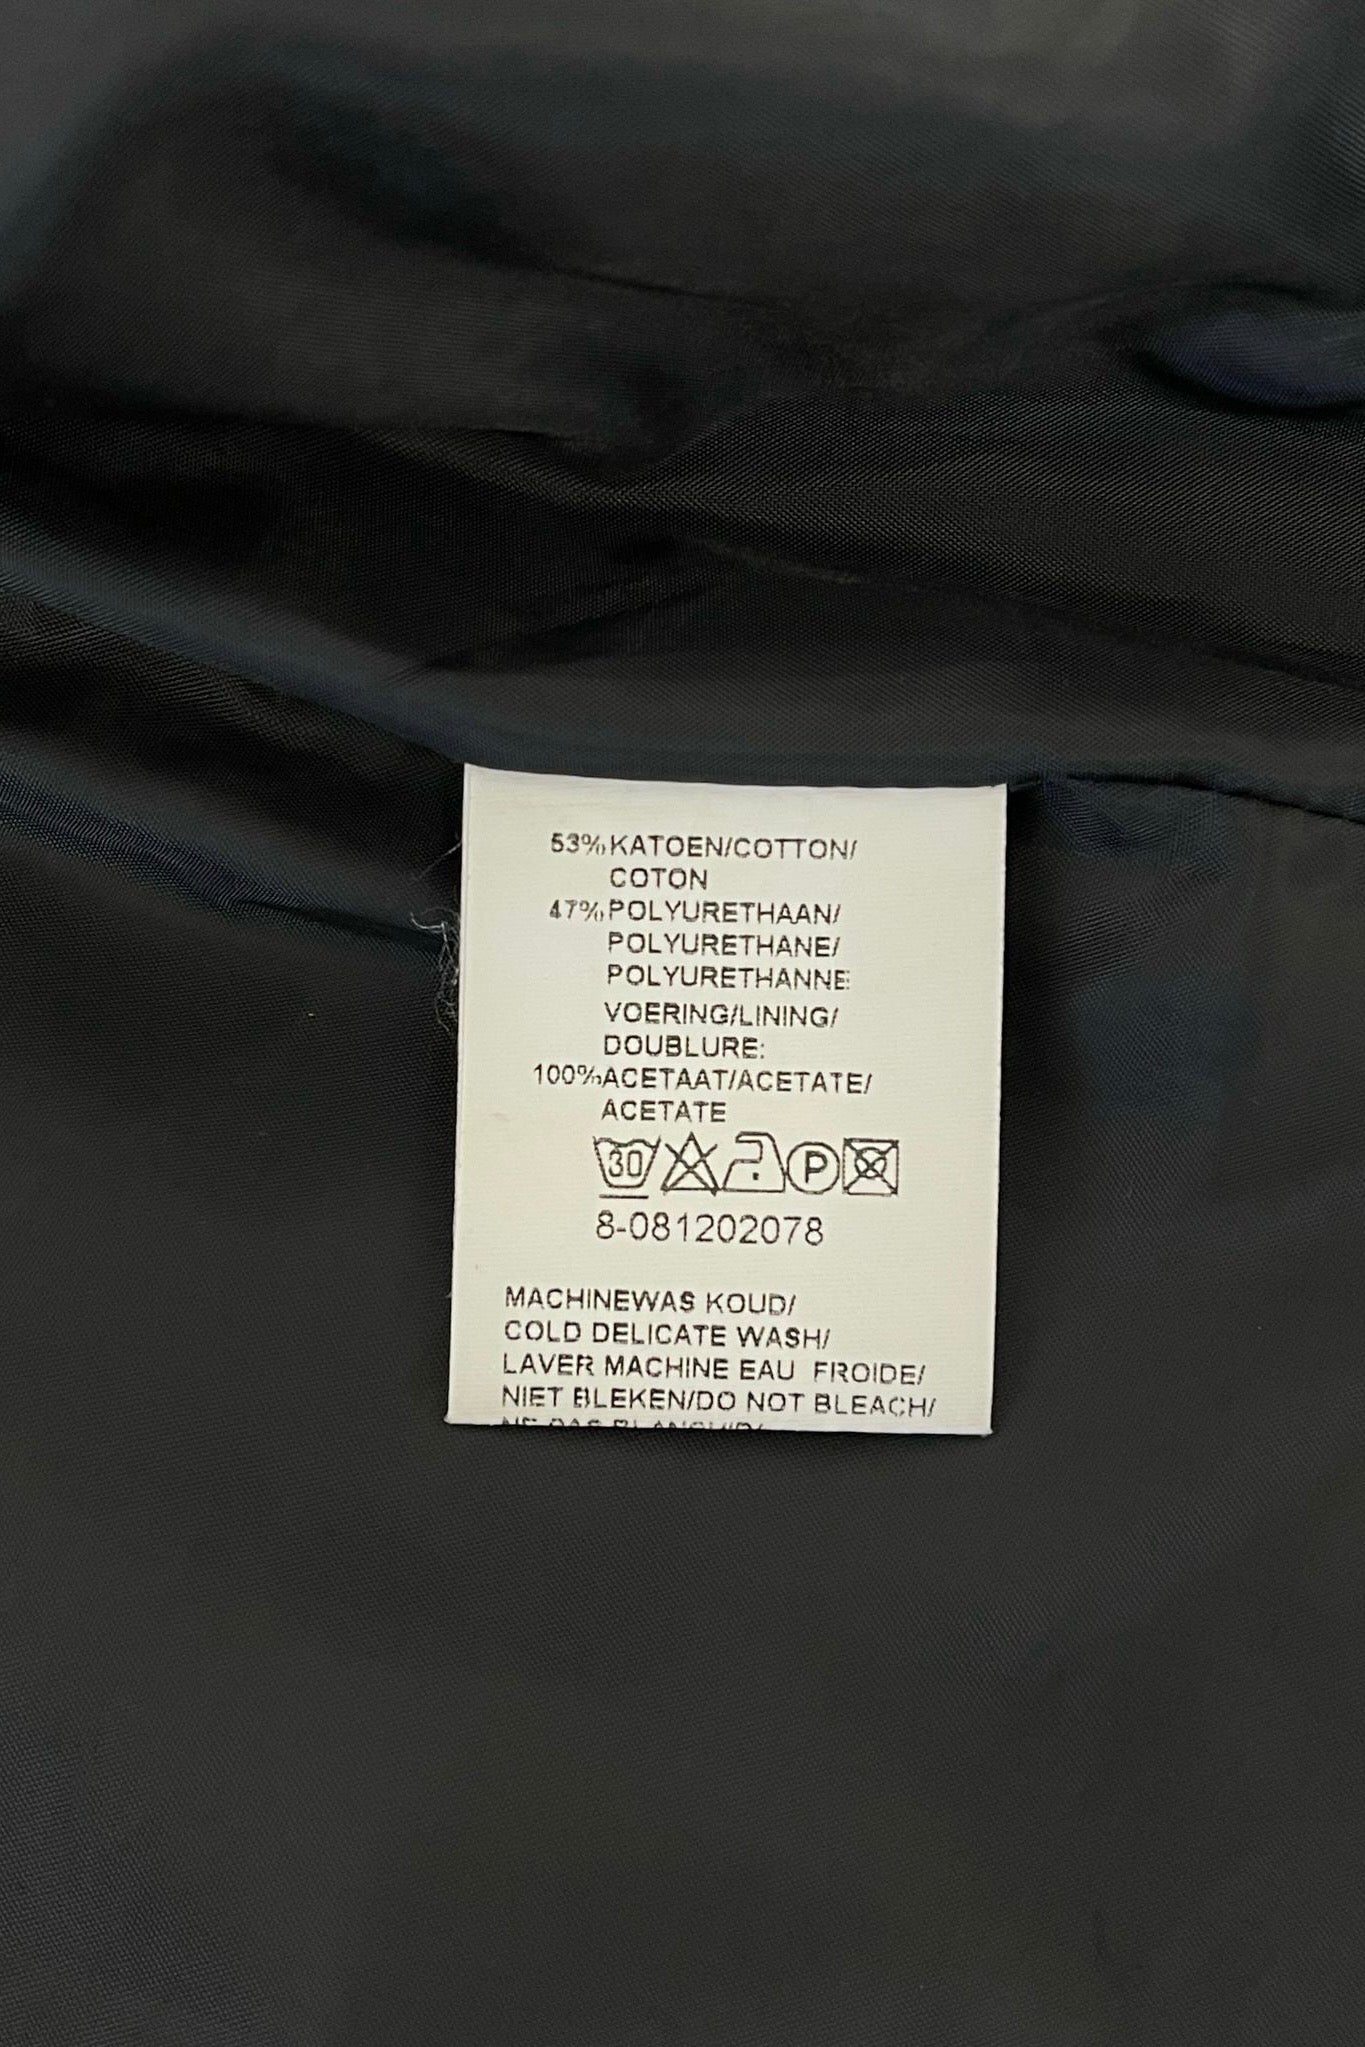 53% KATOEN/COTTON/
COTON
47% POLYURETHAAN/
POLYURETHANE/
POLYURETHANNE
VOERING/LINING/
DOUBLURE:
100% ACETAAT/ACETATE/
ACETATE
30 P
8-081202078
MACHINEWAS KOUD/
COLD DELICATE WASH/
LAVER MACHINE EAU FROIDE/
NIET BLEKEN/DO NOT BLEACH/